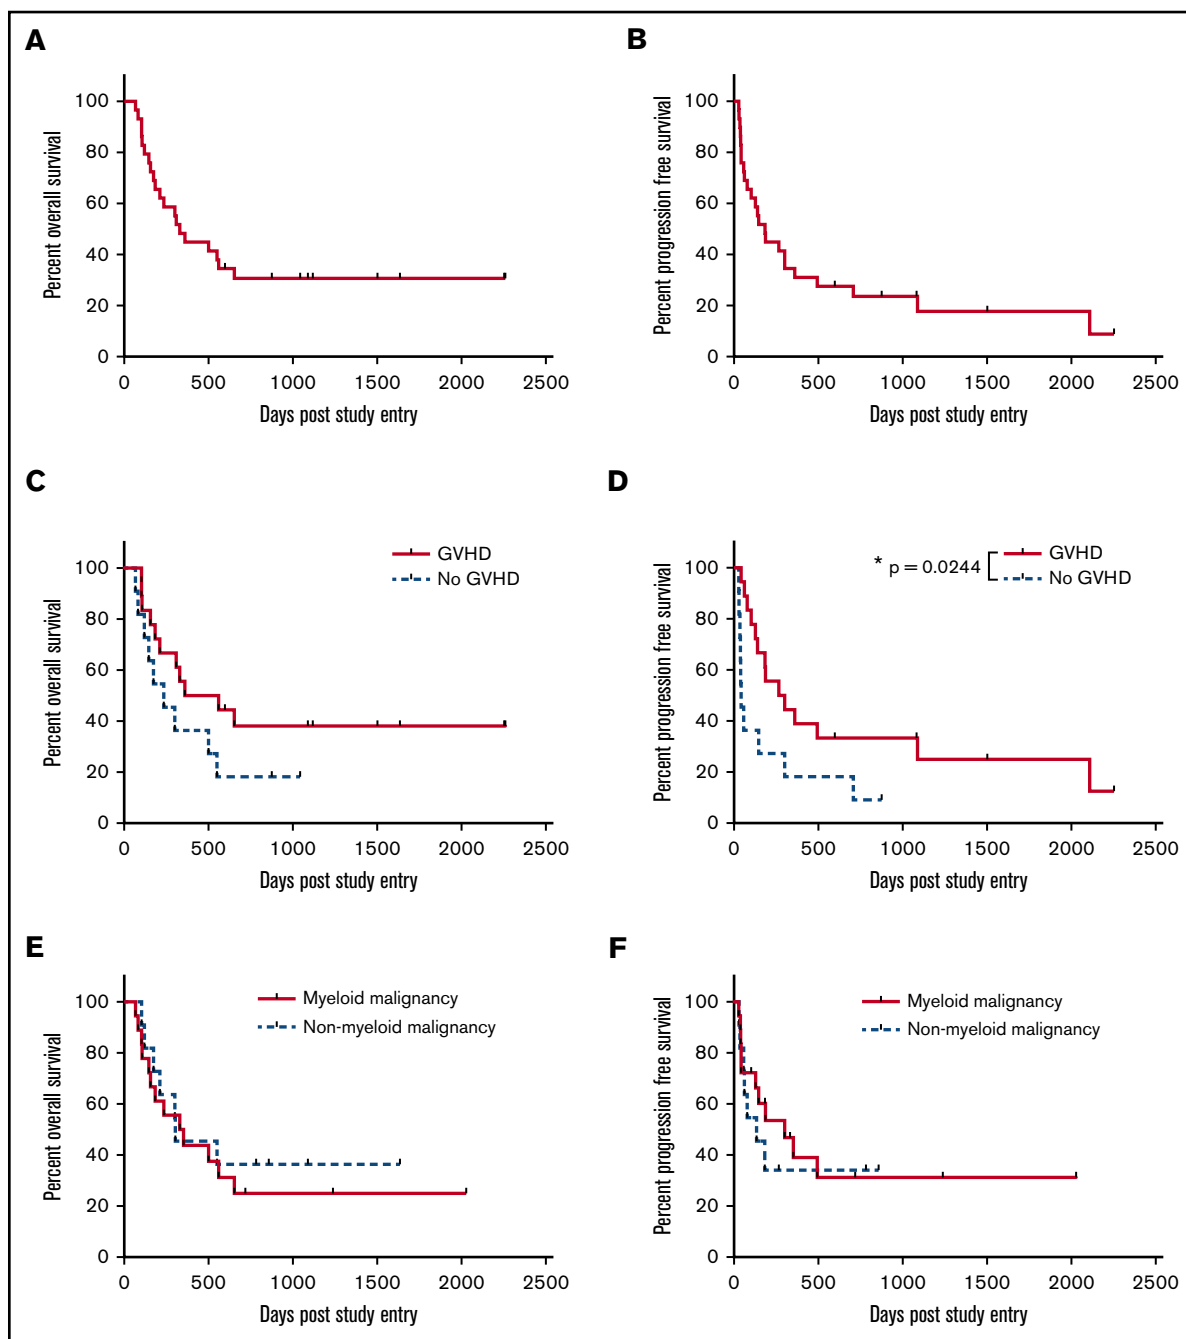 A
Percent overall survival
100
80
60
40
20
0
0 500 1000 1500 2000 2500
Days post study entry
B
Percent progression free survival
100
80
60
40
20
0
0 500 1000 1500 2000 2500
Days post study entry
C
GVHD
No GVHD
Percent overall survival
100
80
60
40
20
0
0 500 1000 1500 2000 2500
Days post study entry
D
* p = 0.0244
GVHD
No GVHD
Percent progression free survival
100
80
60
40
20
0
0 500 1000 1500 2000 2500
Days post study entry
E
Myeloid malignancy
Non-myeloid malignancy
Percent overall survival
100
80
60
40
20
0
0 500 1000 1500 2000 2500
Days post study entry
F
Myeloid malignancy
Non-myeloid malignancy
Percent progression free survival
100
80
60
40
20
0
0 500 1000 1500 2000 2500
Days post study entry